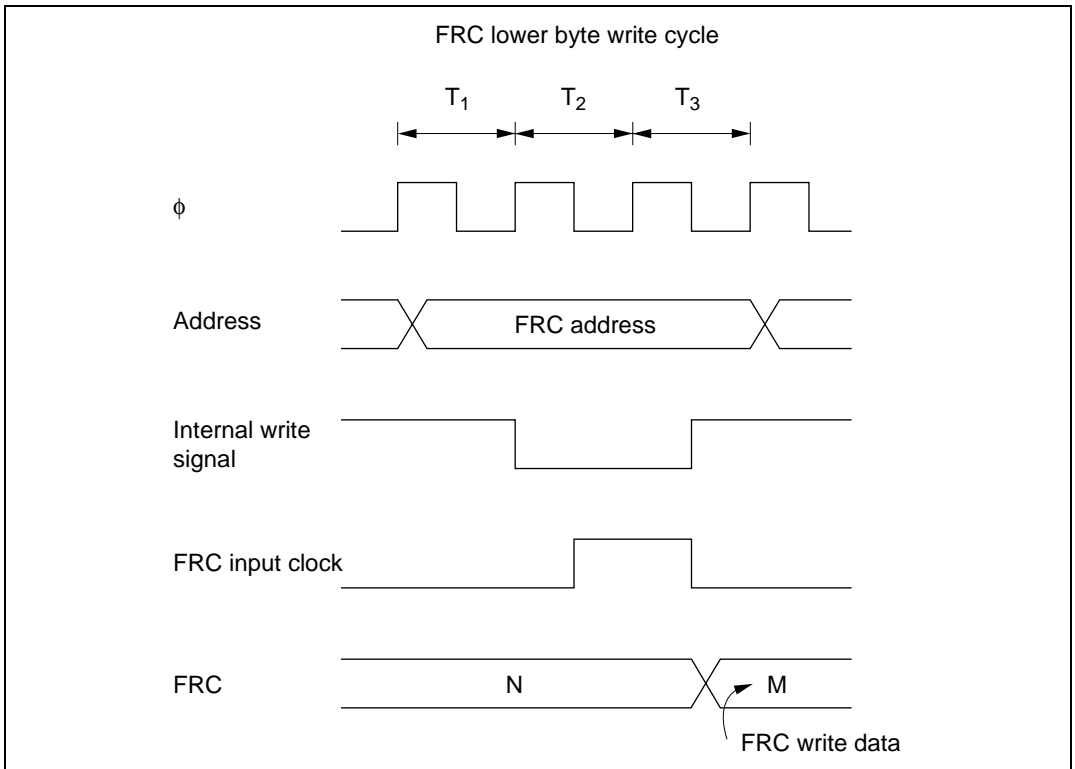 FRC lower byte write cycle
T₁ T₂ T₃
ϕ
Address
FRC address
Internal write
signal
FRC input clock
FRC
N
M
FRC write data